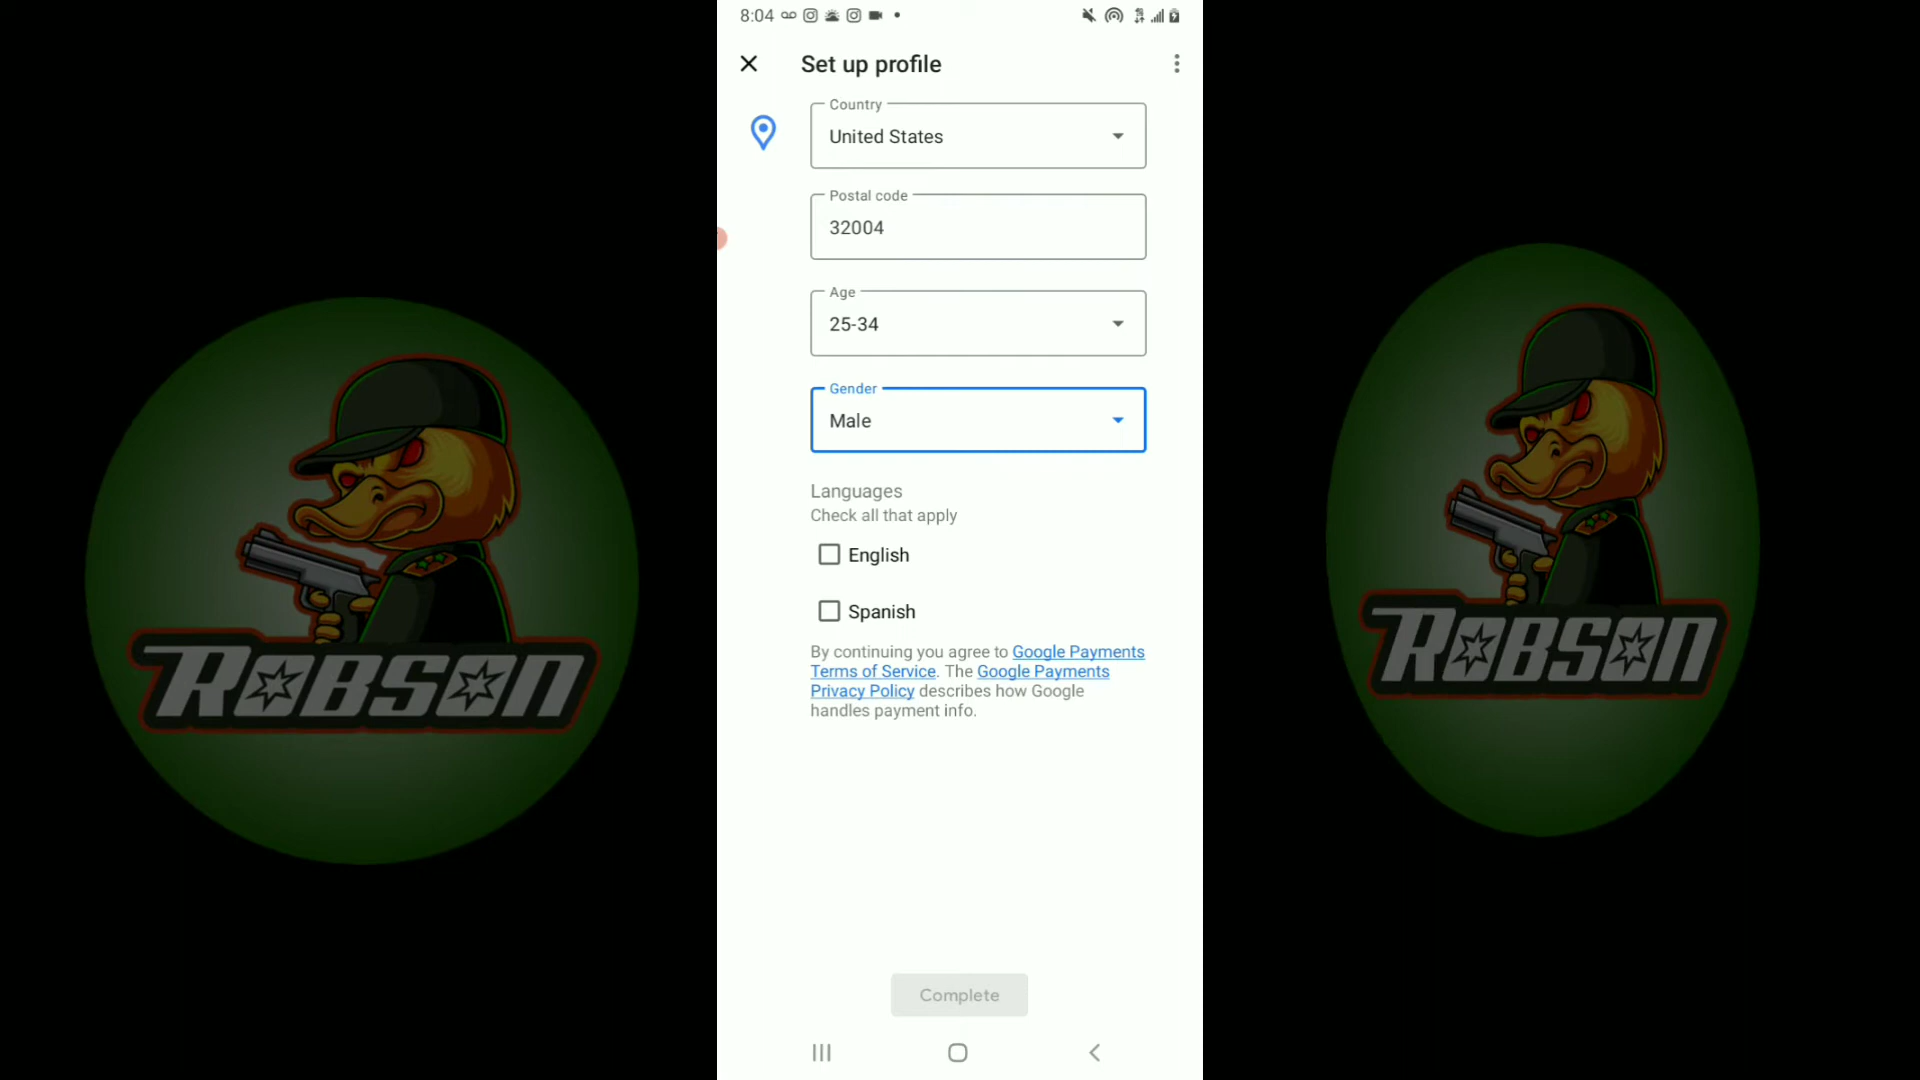 8:04
Set up profile
Country
United States
Postal code
32004
Age
25-34
Gender
Male
Languages
Check all that apply
English
Spanish
By continuing you agree to Google Payments
Terms of Service. The Google Payments
Privacy Policy describes how Google
handles payment info.
Complete
ROBSON
ROBSON